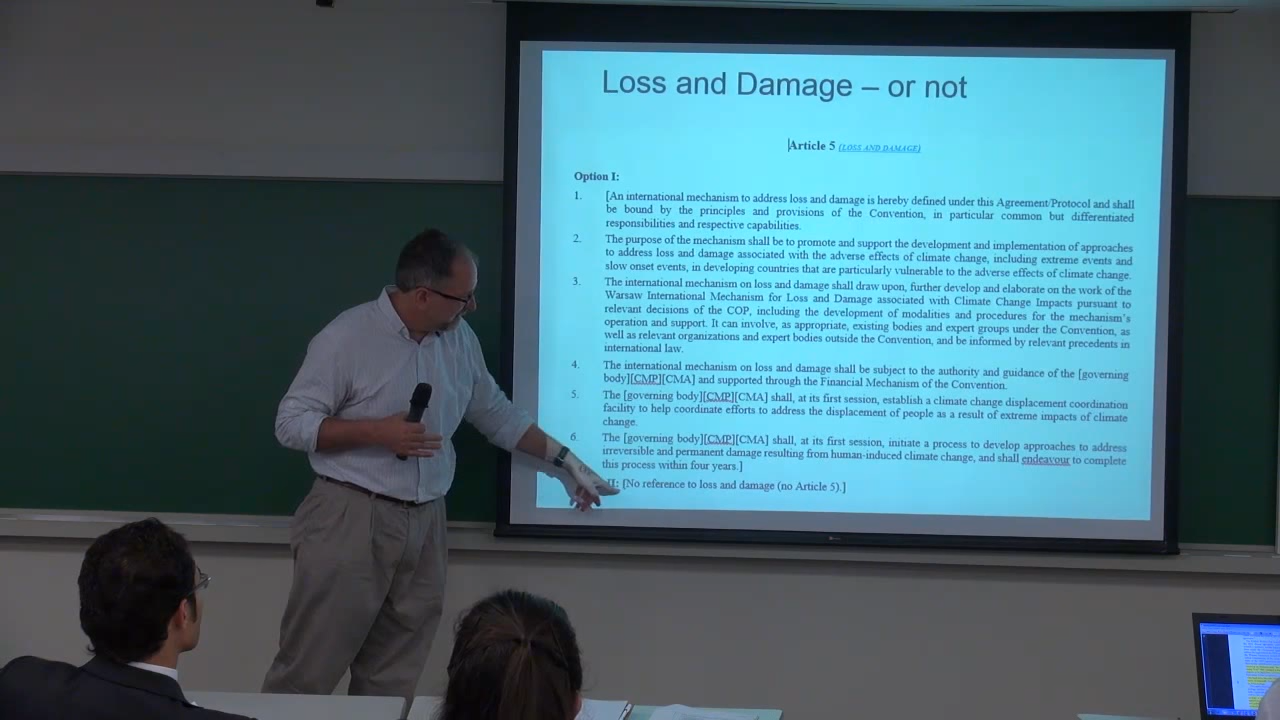 Loss and Damage – or not
Article 5 (LOSS AND DAMAGE)
Option I:
1. [An international mechanism to address loss and damage is hereby defined under this Agreement/Protocol and shall
be bound by the principles and provisions of the Convention, in particular common but differentiated
responsibilities and respective capabilities.
2. The purpose of the mechanism shall be to promote and support the development and implementation of approaches
to address loss and damage associated with the adverse effects of climate change, including extreme events and
slow onset events, in developing countries that are particularly vulnerable to the adverse effects of climate change.
3. The international mechanism on loss and damage shall draw upon, further develop and elaborate on the work of the
Warsaw International Mechanism for Loss and Damage associated with Climate Change Impacts pursuant to
relevant decisions of the COP, including the development of modalities and procedures for the mechanism's
operation and support. It can involve, as appropriate, existing bodies and expert groups under the Convention, as
well as relevant organizations and expert bodies outside the Convention, and be informed by relevant precedents in
international law.
4. The international mechanism on loss and damage shall be subject to the authority and guidance of the [governing
body][CMP][CMA] and supported through the Financial Mechanism of the Convention.
5. The [governing body][CMP][CMA] shall, at its first session, establish a climate change displacement coordination
facility to help coordinate efforts to address the displacement of people as a result of extreme impacts of climate
change.
6. The [governing body][CMP][CMA] shall, at its first session, initiate a process to develop approaches to address
irreversible and permanent damage resulting from human-induced climate change, and shall endeavour to complete
this process within four years.]
II: [No reference to loss and damage (no Article 5).]